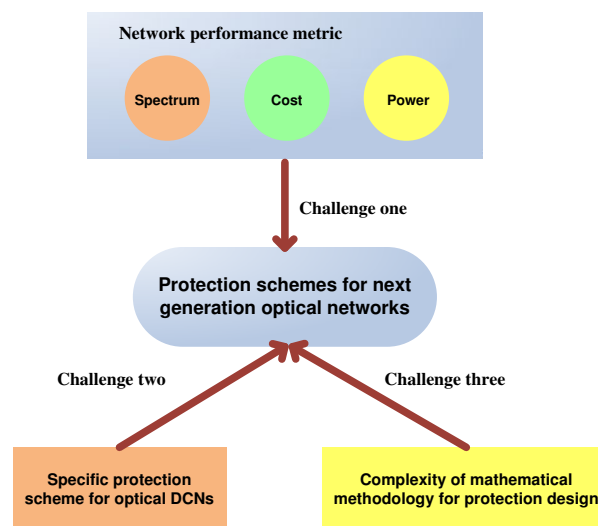 Network performance metric
Spectrum
Cost
Power
Challenge one
Protection schemes for next
generation optical networks
Challenge two
Challenge three
Specific protection
scheme for optical DCNs
Complexity of mathematical
methodology for protection design